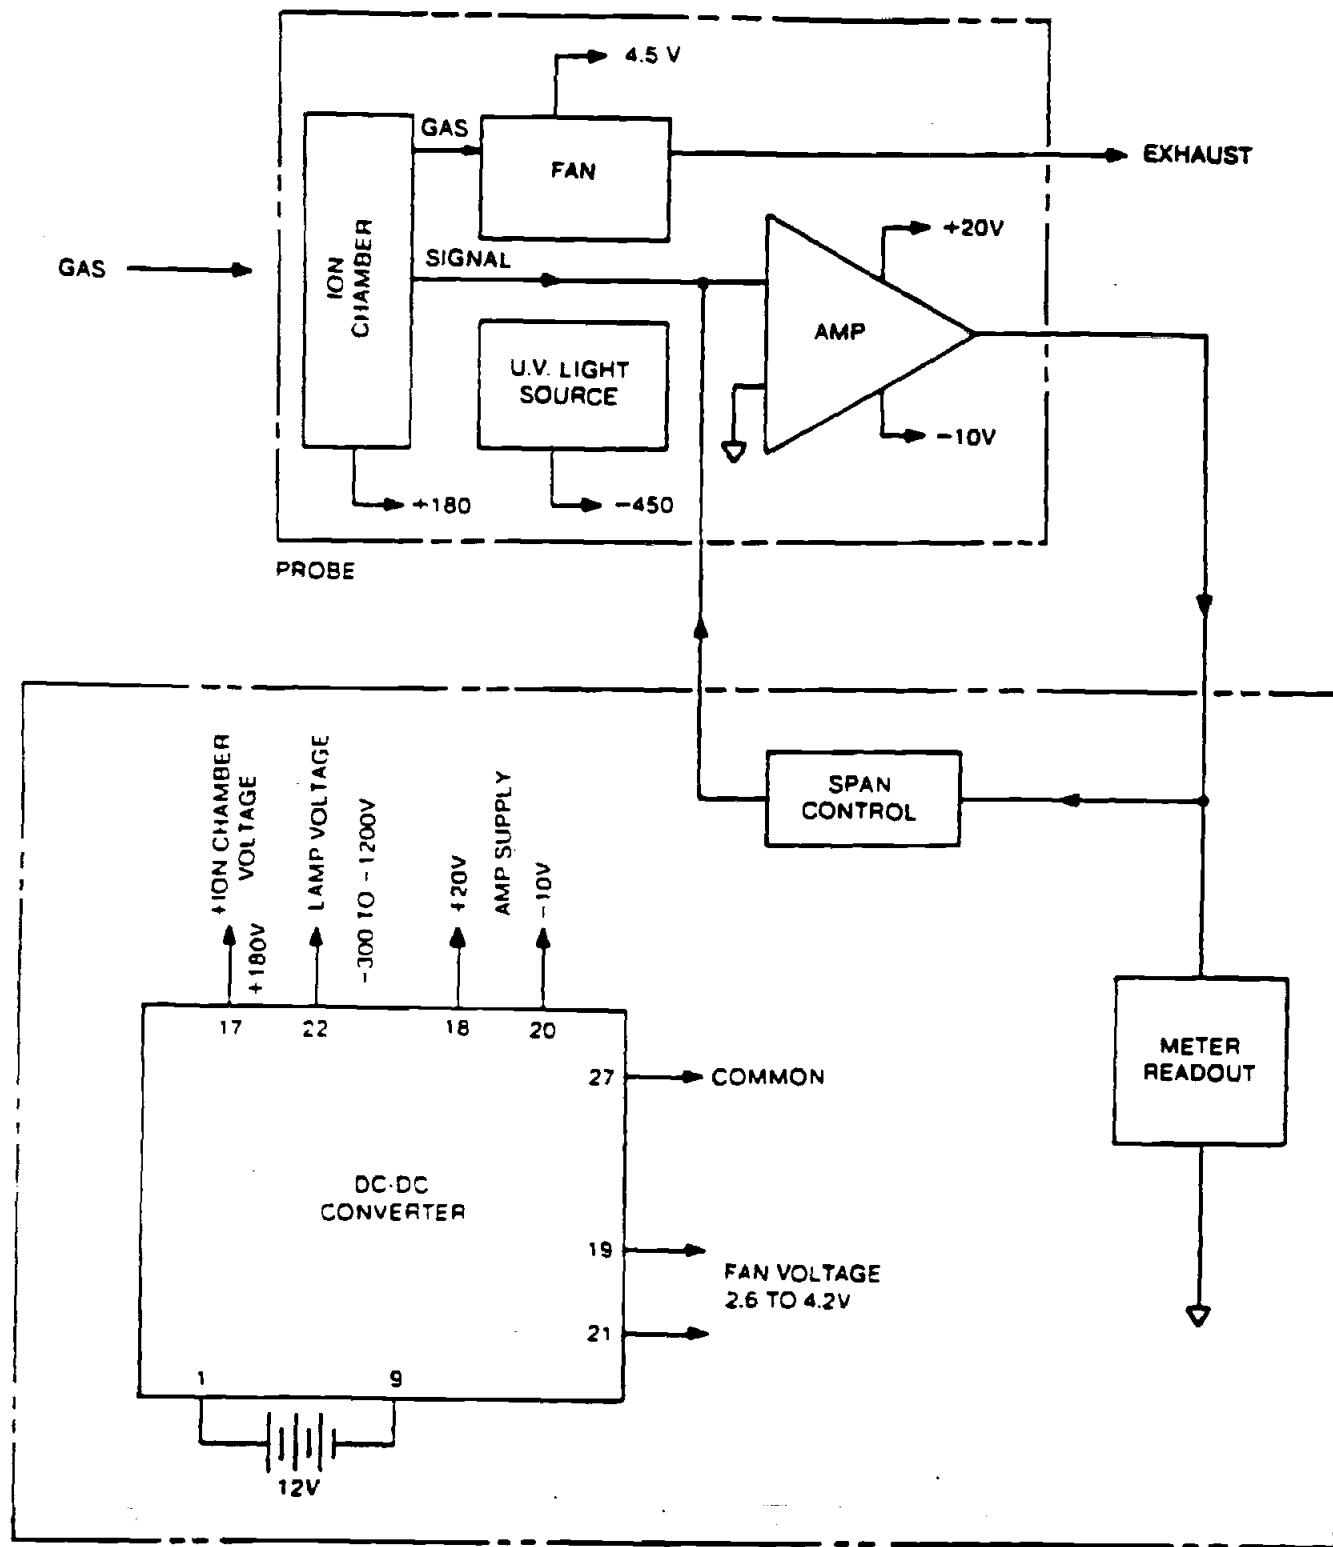 4.5 V
GAS
FAN
EXHAUST
+20V
GAS
ION
CHAMBER
SIGNAL
AMP
U.V. LIGHT
SOURCE
-10V
+180
-450
PROBE
+ION CHAMBER
VOLTAGE
+180V
LAMP VOLTAGE
-300 TO -1200V
+20V
AMP SUPPLY
-10V
SPAN
CONTROL
17
22
18
20
27
COMMON
METER
READOUT
DC-DC
CONVERTER
19
FAN VOLTAGE
2.6 TO 4.2V
21
1
9
12V